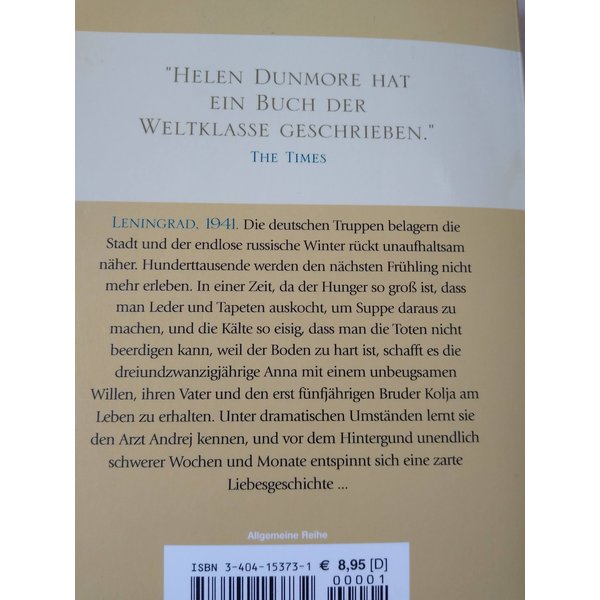 "HELEN DUNMORE HAT
EIN BUCH DER
WELTKLASSE GESCHRIEBEN."
THE TIMES
LENINGRAD, 1941. Die deutschen Truppen belagern die
Stadt und der endlose russische Winter rückt unaufhaltsam
näher. Hunderttausende werden den nächsten Frühling nicht
mehr erleben. In einer Zeit, da der Hunger so groß ist, dass
man Leder und Tapeten auskocht, um Suppe daraus zu
machen, und die Kälte so eisig, dass man die Toten nicht
beerdigen kann, weil der Boden zu hart ist, schafft es die
dreiundzwanzigjährige Anna mit einem unbeugsamen
Willen, ihren Vater und den erst fünfjährigen Bruder Kolja am
Leben zu erhalten. Unter dramatischen Umständen lernt sie
den Arzt Andrej kennen, und vor dem Hintergund unendlich
schwerer Wochen und Monate entspinnt sich eine zarte
Liebesgeschichte ...
Allgemeine Reihe
ISBN 3-404-15373-1 € 8,95 [D]
00001